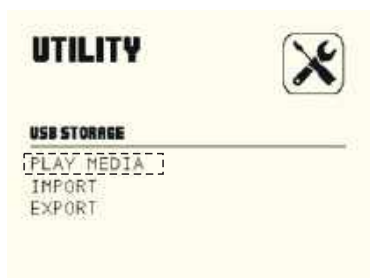 UTILITY
USB STORAGE
PLAY MEDIA
IMPORT
EXPORT